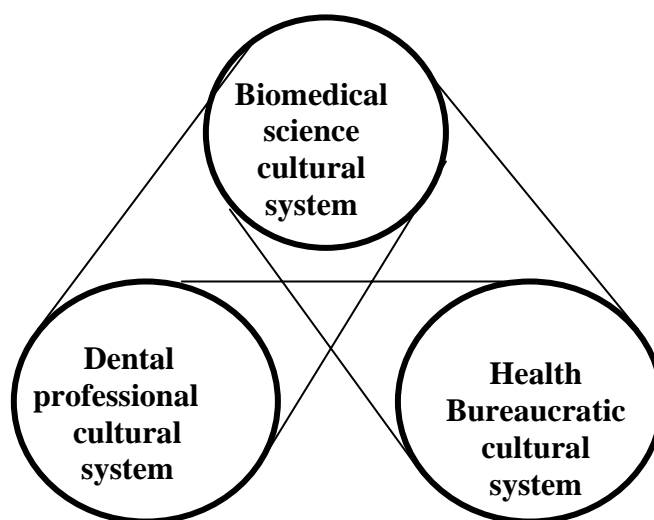 Biomedical
science
cultural
system
Dental
professional
cultural
system
Health
Bureaucratic
cultural
system